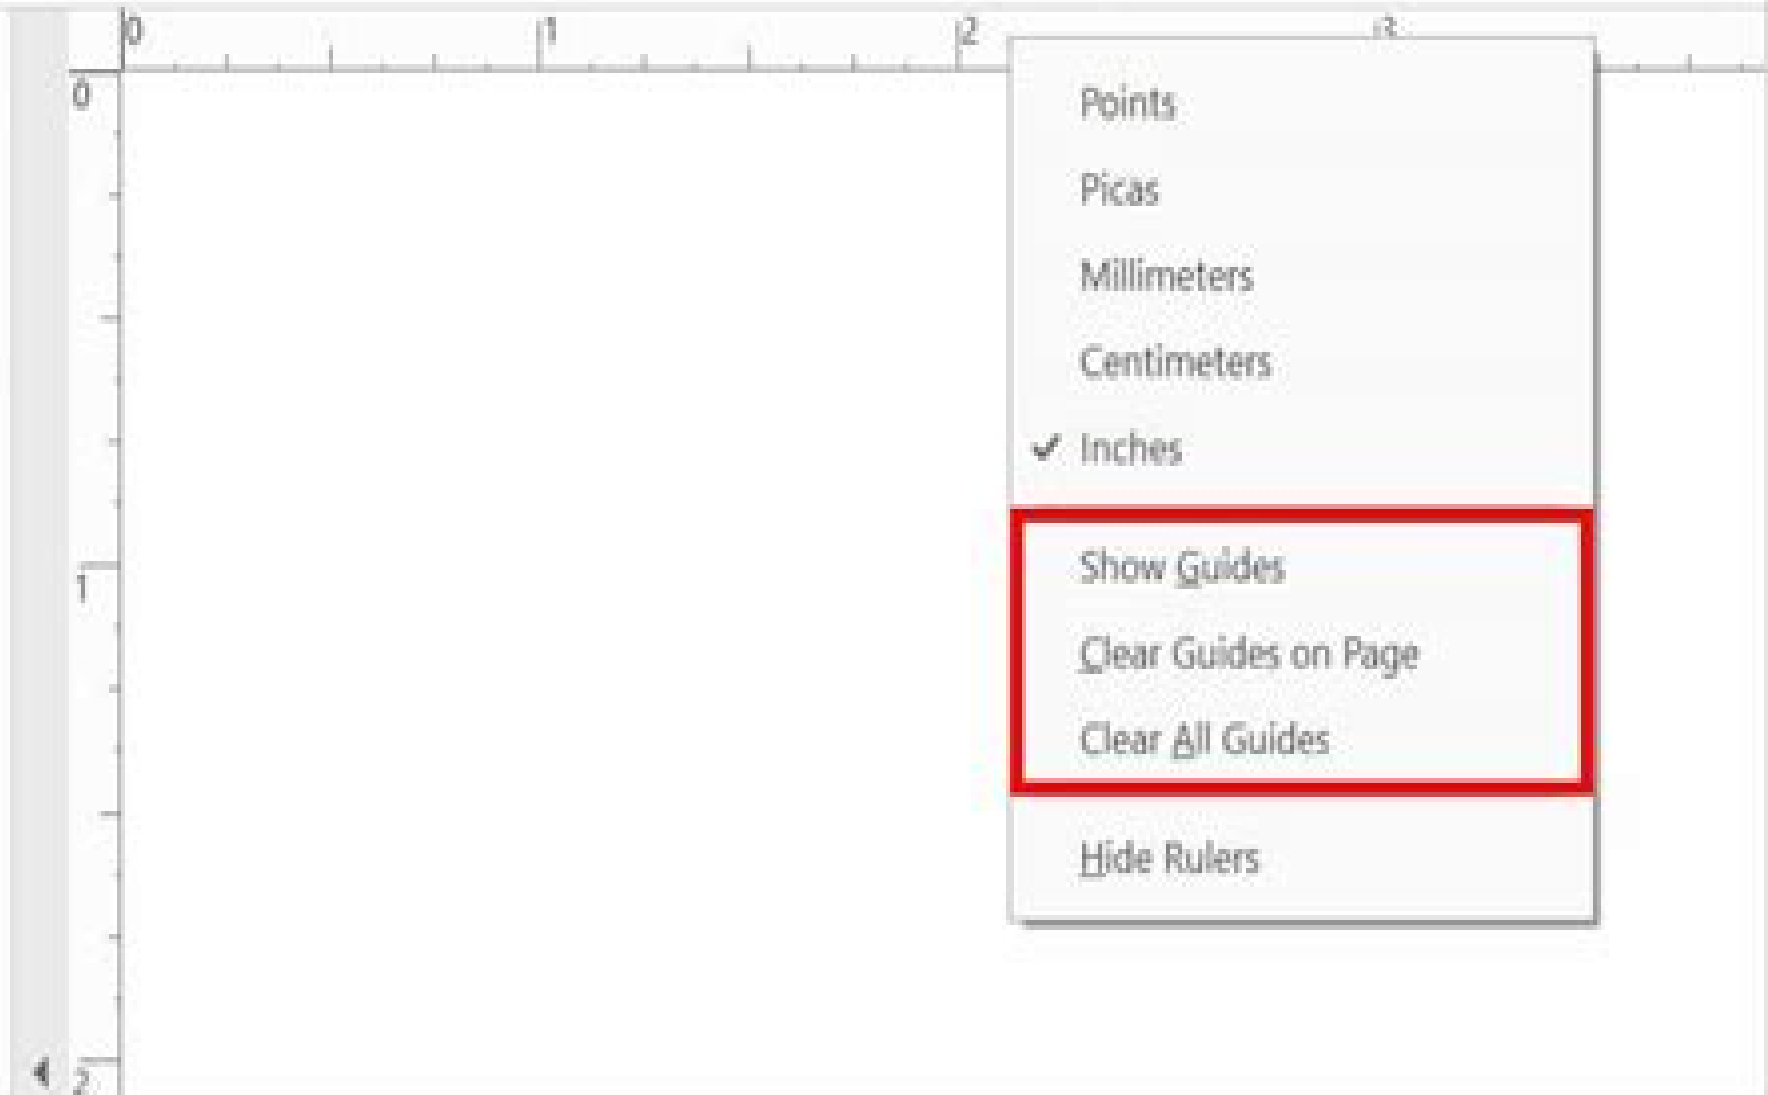 0 1 2 3
0
Points
Picas
Millimeters
Centimeters
Inches
1
Show Guides
Clear Guides on Page
Clear All Guides
Hide Rulers
2